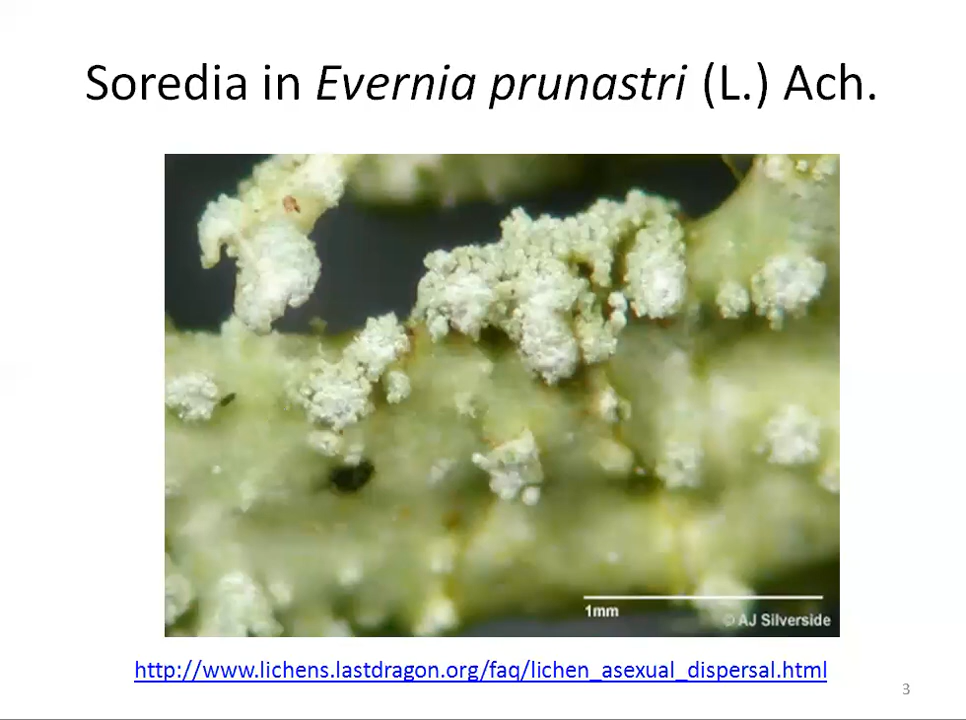 Soredia in Evernia prunastri (L.) Ach.
1mm
© AJ Silverside
http://www.lichens.lastdragon.org/faq/lichen_asexual_dispersal.html
3